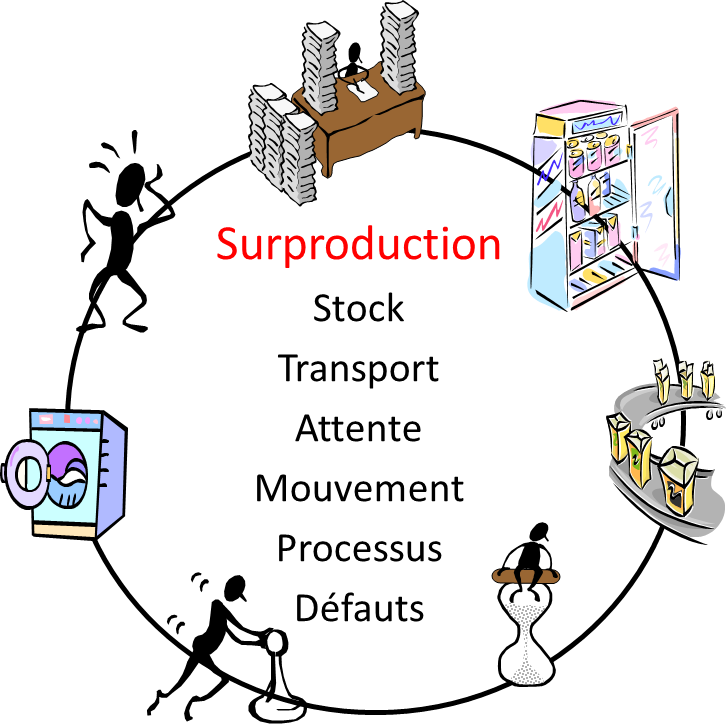 Surproduction
Stock
Transport
Attente
Mouvement
Processus
Défauts